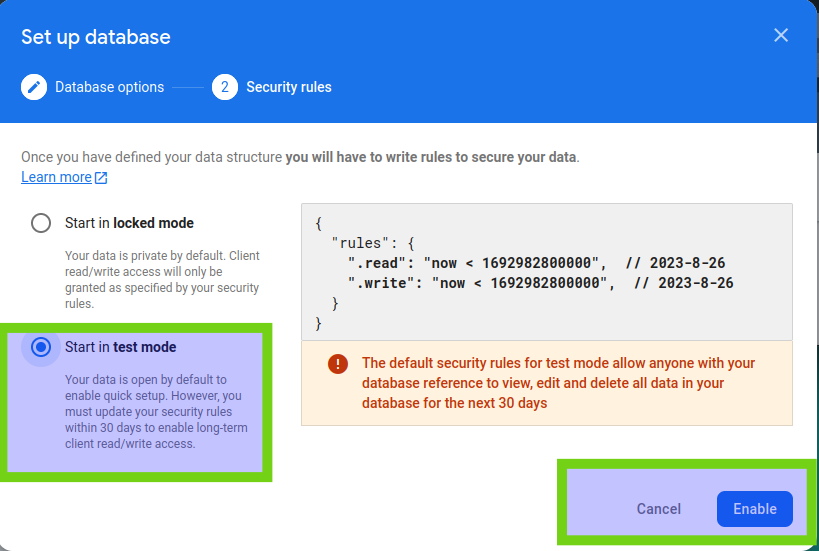 Set up database
Database options
2 Security rules
Once you have defined your data structure you will have to write rules to secure your data.
Learn more
Start in locked mode
Your data is private by default. Client
read/write access will only be
granted as specified by your security
rules.
Start in test mode
Your data is open by default to
enable quick setup. However, you
must update your security rules
within 30 days to enable long-term
client read/write access.
{
"rules": {
".read": "now < 1692982800000",  // 2023-8-26
".write": "now < 1692982800000",  // 2023-8-26
}
}
The default security rules for test mode allow anyone with your
database reference to view, edit and delete all data in your
database for the next 30 days
Cancel
Enable